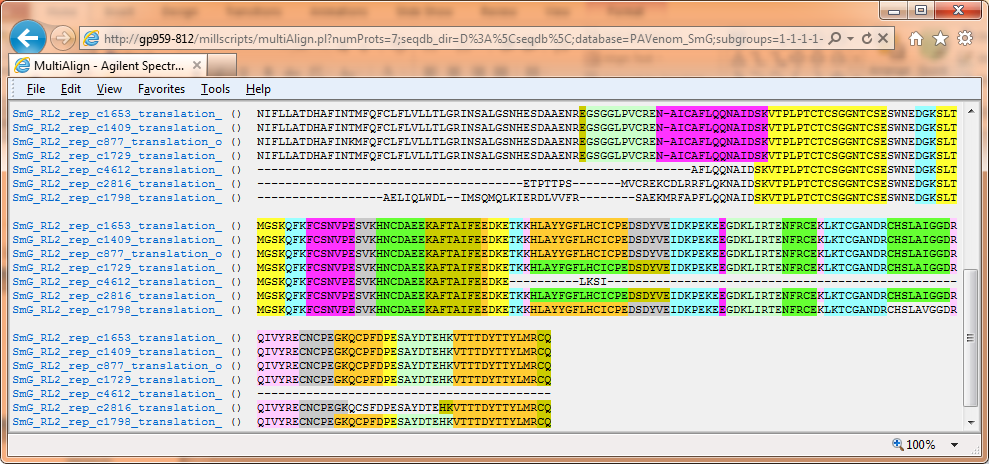 http://gp959-812/millscripts/multiAlign.pl?numProts=7;seqdb_dir=D%3A%5Cseqdb%5C;database=PAVenom_SmG;subgroups=1-1-1-1-
MultiAlign - Agilent Spectr...
File Edit View Favorites Tools Help
SmG_RL2_rep_c1653_translation_ () NIFLLATDHAFINTMFQFCLFLVLLTLGRINSALGSNHESDAAENREGSGGLPVCREN-AICAFLQQNAIDSKVTPLPTCTCSGGNTCSESWNEDGKSLT
SmG_RL2_rep_c1409_translation_ () NIFLLATDHAFINTMFQFCLFLVLLTLGRINSALGSNHESDAAENREGSGGLPVCREN-AICAFLQQNAIDSKVTPLPTCTCSGGNTCSESWNEDGKSLT
SmG_RL2_rep_c877_translation_o () NIFLLATDHAFINKMFQFCLFLVLLTLGRINSALGSNHESDAAENREGSGGLPVCREN-AICAFLQQNAIDSKVTPLPTCTCSGGNTCSESWNEDGKSLT
SmG_RL2_rep_c1729_translation_ () NIFLLATDHAFINTMFQFCLFLVLLTLGRINSALGSNHESDAAENREGSGGLPVCREN-AICAFLQQNAIDSKVTPLPTCTCSGGNTCSESWNEDGKSLT
SmG_RL2_rep_c4612_translation_ () --------------------------------------------------------------AFLQQNAIDSKVTPLPTCTCSGGNTCSESWNEDGKSLT
SmG_RL2_rep_c2816_translation_ () --------------------------------------ETPTTPS-------MVCREKCDLRRFLQKNAIDSKVTPLPTCTCSGGNTCSESWNEDGKSLT
SmG_RL2_rep_c1798_translation_ () ------------------AELIQLWDL--IMSQMQLKIERDLVVFR--------SAEKMRFAPFLQQNAIDSKVTPLPTCTCSGGNTCSESWNEDGKSLT
SmG_RL2_rep_c1653_translation_ () MGSKQFKFCSNVPESVKHNCDAEEKAFTAIFEEDKETKKHLAYYGFLHCICPEDSDYVEIDKPEKEEGDKLIRTENFRCEKLKTCGANDRCHSLAIGGDR
SmG_RL2_rep_c1409_translation_ () MGSKQFKFCSNVPESVKHNCDAEEKAFTAIFEEDKETKKHLAYYGFLHCICPEDSDYVEIDKPEKEEGDKLIRTENFRCEKLKTCGANDRCHSLAIGGDR
SmG_RL2_rep_c877_translation_o () MGSKQFKFCSNVPESVKHNCDAEEKAFTAIFEEDKETKKHLAYYGFLHCICPEDSDYVEIDKPEKEEGDKLIRTENFRCEKLKTCGANDRCHSLAIGGDR
SmG_RL2_rep_c1729_translation_ () MGSKQFKFCSNVPESVKHNCDAEEKAFTAIFEEDKETKKHLAYFGFLHCICPEDSDYVEIDKPEKEEGDKLIRTENFRCEKLKTCGANDRCHSLAIGGDR
SmG_RL2_rep_c4612_translation_ () MGSKQFKFCSNVPESVKHNCDAEEKAFTAIFEEDKE----------LKSI--------------------------------------------------
SmG_RL2_rep_c2816_translation_ () MGSKQFKFCSNVPESVKHNCDAEEKAFTAIFEEDKETKKHLAYFGFLHCICPEDSDYVEIDKPEKEEGDKLIRTENFRCEKLKTCGANDRCHSLAIGGDR
SmG_RL2_rep_c1798_translation_ () MGSKQFKFCSNVPESVKHNCDAEEKAFTAIFEEDKETKKHLAYYGFLHCICPEDSDYVEIDKPEKEEGDKLIRTENFRCEKLKTCGANDRCHSLAVGGDR
SmG_RL2_rep_c1653_translation_ () QIVYRECNCPEGKQCPFDPESAYDTEHKVTTTDYTTYLMRCQ
SmG_RL2_rep_c1409_translation_ () QIVYRECNCPEGKQCPFDPESAYDTEHKVTTTDYTTYLMRCQ
SmG_RL2_rep_c877_translation_o () QIVYRECNCPEGKQCPFDPESAYDTEHKVTTTDYTTYLMRCQ
SmG_RL2_rep_c1729_translation_ () QIVYRECNCPEGKQCPFDPESAYDTEHKVTTTDYTTYLMRCQ
SmG_RL2_rep_c4612_translation_ () ------------------------------------------
SmG_RL2_rep_c2816_translation_ () QIVYRECNCPEGKQCSFDPESAYDTEHKVTTTDYTTYLMRCQ
SmG_RL2_rep_c1798_translation_ () QIVYRECNCPEGKQCPFDPESAYDTEHKVTTTDYTTYLMRCQ
100%